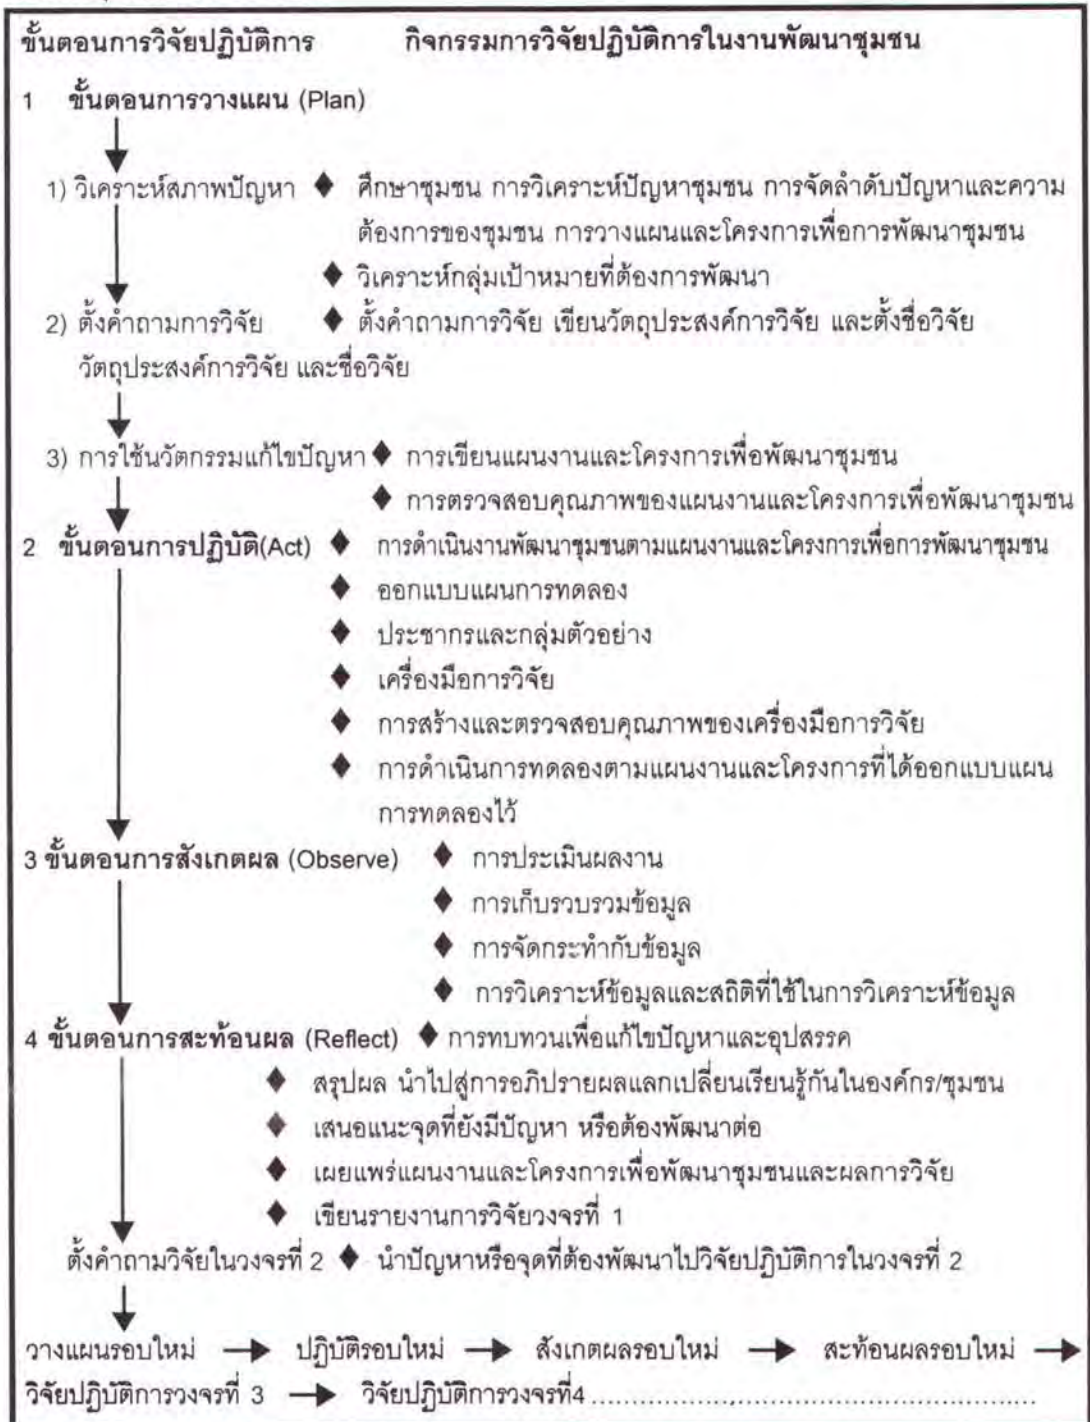 ขั้นตอนการวิจัยปฏิบัติการ กิจกรรมการวิจัยปฏิบัติการในงานพัฒนาชุมชน
1 ขั้นตอนการวางแผน (Plan)
1) วิเคราะห์สภาพปัญหา ♦ ศึกษาชุมชน การวิเคราะห์ปัญหาชุมชน การจัดลำดับปัญหาและความ
ต้องการของชุมชน การวางแผนและโครงการเพื่อการพัฒนาชุมชน
♦ วิเคราะห์กลุ่มเป้าหมายที่ต้องการพัฒนา
2) ตั้งคำถามการวิจัย ♦ ตั้งคำถามการวิจัย เขียนวัตถุประสงค์การวิจัย และตั้งชื่อวิจัย
วัตถุประสงค์การวิจัย และชื่อวิจัย
3) การใช้นวัตกรรมแก้ไขปัญหา ♦ การเขียนแผนงานและโครงการเพื่อพัฒนาชุมชน
♦ การตรวจสอบคุณภาพของแผนงานและโครงการเพื่อพัฒนาชุมชน
2 ขั้นตอนการปฏิบัติ(Act) ♦ การดำเนินงานพัฒนาชุมชนตามแผนงานและโครงการเพื่อการพัฒนาชุมชน
♦ ออกแบบแผนการทดลอง
♦ ประชากรและกลุ่มตัวอย่าง
♦ เครื่องมือการวิจัย
♦ การสร้างและตรวจสอบคุณภาพของเครื่องมือการวิจัย
♦ การดำเนินการทดลองตามแผนงานและโครงการที่ได้ออกแบบแผน
การทดลองไว้
3 ขั้นตอนการสังเกตผล (Observe) ♦ การประเมินผลงาน
♦ การเก็บรวบรวมข้อมูล
♦ การจัดกระทำกับข้อมูล
♦ การวิเคราะห์ข้อมูลและสถิติที่ใช้ในการวิเคราะห์ข้อมูล
4 ขั้นตอนการสะท้อนผล (Reflect) ♦ การทบทวนเพื่อแก้ไขปัญหาและอุปสรรค
♦ สรุปผล นำไปสู่การอภิปรายผลแลกเปลี่ยนเรียนรู้กันในองค์กร/ชุมชน
♦ เสนอแนะจุดที่ยังมีปัญหา หรือต้องพัฒนาต่อ
♦ เผยแพร่แผนงานและโครงการเพื่อพัฒนาชุมชนและผลการวิจัย
♦ เขียนรายงานการวิจัยวงจรที่ 1
ตั้งคำถามวิจัยในวงจรที่ 2 ♦ นำปัญหาหรือจุดที่ต้องพัฒนาไปวิจัยปฏิบัติการในวงจรที่ 2
วางแผนรอบใหม่ → ปฏิบัติรอบใหม่ → สังเกตผลรอบใหม่ → สะท้อนผลรอบใหม่ →
วิจัยปฏิบัติการวงจรที่ 3 → วิจัยปฏิบัติการวงจรที่4..........................................